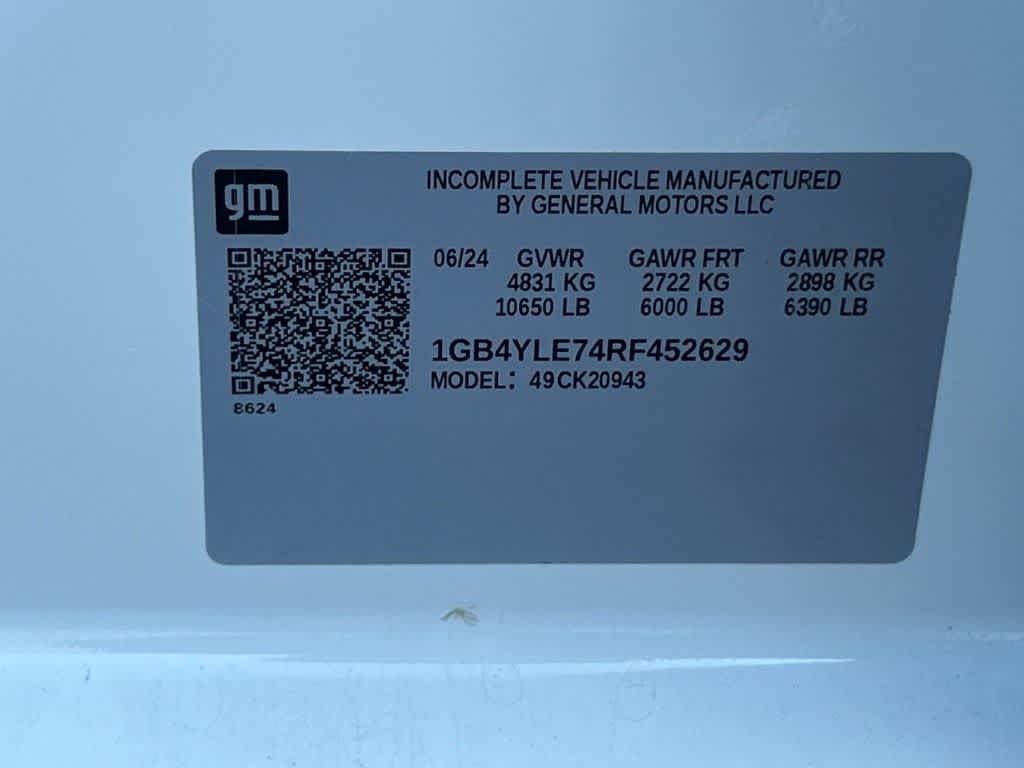 gm
INCOMPLETE VEHICLE MANUFACTURED
BY GENERAL MOTORS LLC
06/24 GVWR GAWR FRT GAWR RR
4831 KG 2722 KG 2898 KG
10650 LB 6000 LB 6390 LB
1GB4YLE74RF452629
MODEL: 49CK20943
8624